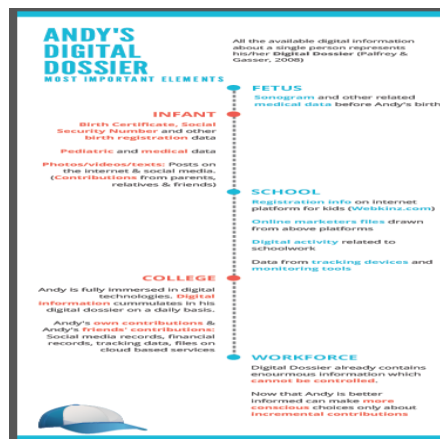 ANDY'S
DIGITAL
DOSSIER
MOST IMPORTANT ELEMENTS
All the available digital information
about a single person represents
his/her Digital Dossier (Palfrey &
Gasser, 2008)
FETUS
Sonogram and other related
medical data before Andy's birth
INFANT
Birth Certificate, Social
Security Number and other
birth registration data
Pediatric and medical data
Photos/videos/texts: Posts on
the internet & social media.
(Contributions from parents,
relatives & friends)
SCHOOL
Registration info on internet
platform for kids (Webkinz.com)
Online marketers files drawn
from above platforms
Digital activity related to
schoolwork
Data from tracking devices and
monitoring tools
COLLEGE
Andy is fully immersed in digital
technologies. Digital
information cummulates in his
digital dossier on a daily basis.
Andy's own contributions &
Andy's friends' contributions:
Social media records, financial
records, tracking data, files on
cloud based services
WORKFORCE
Digital Dossier already contains
enourmous information which
cannot be controlled.
Now that Andy is better
informed can make more
conscious choices only about
incremental contributions